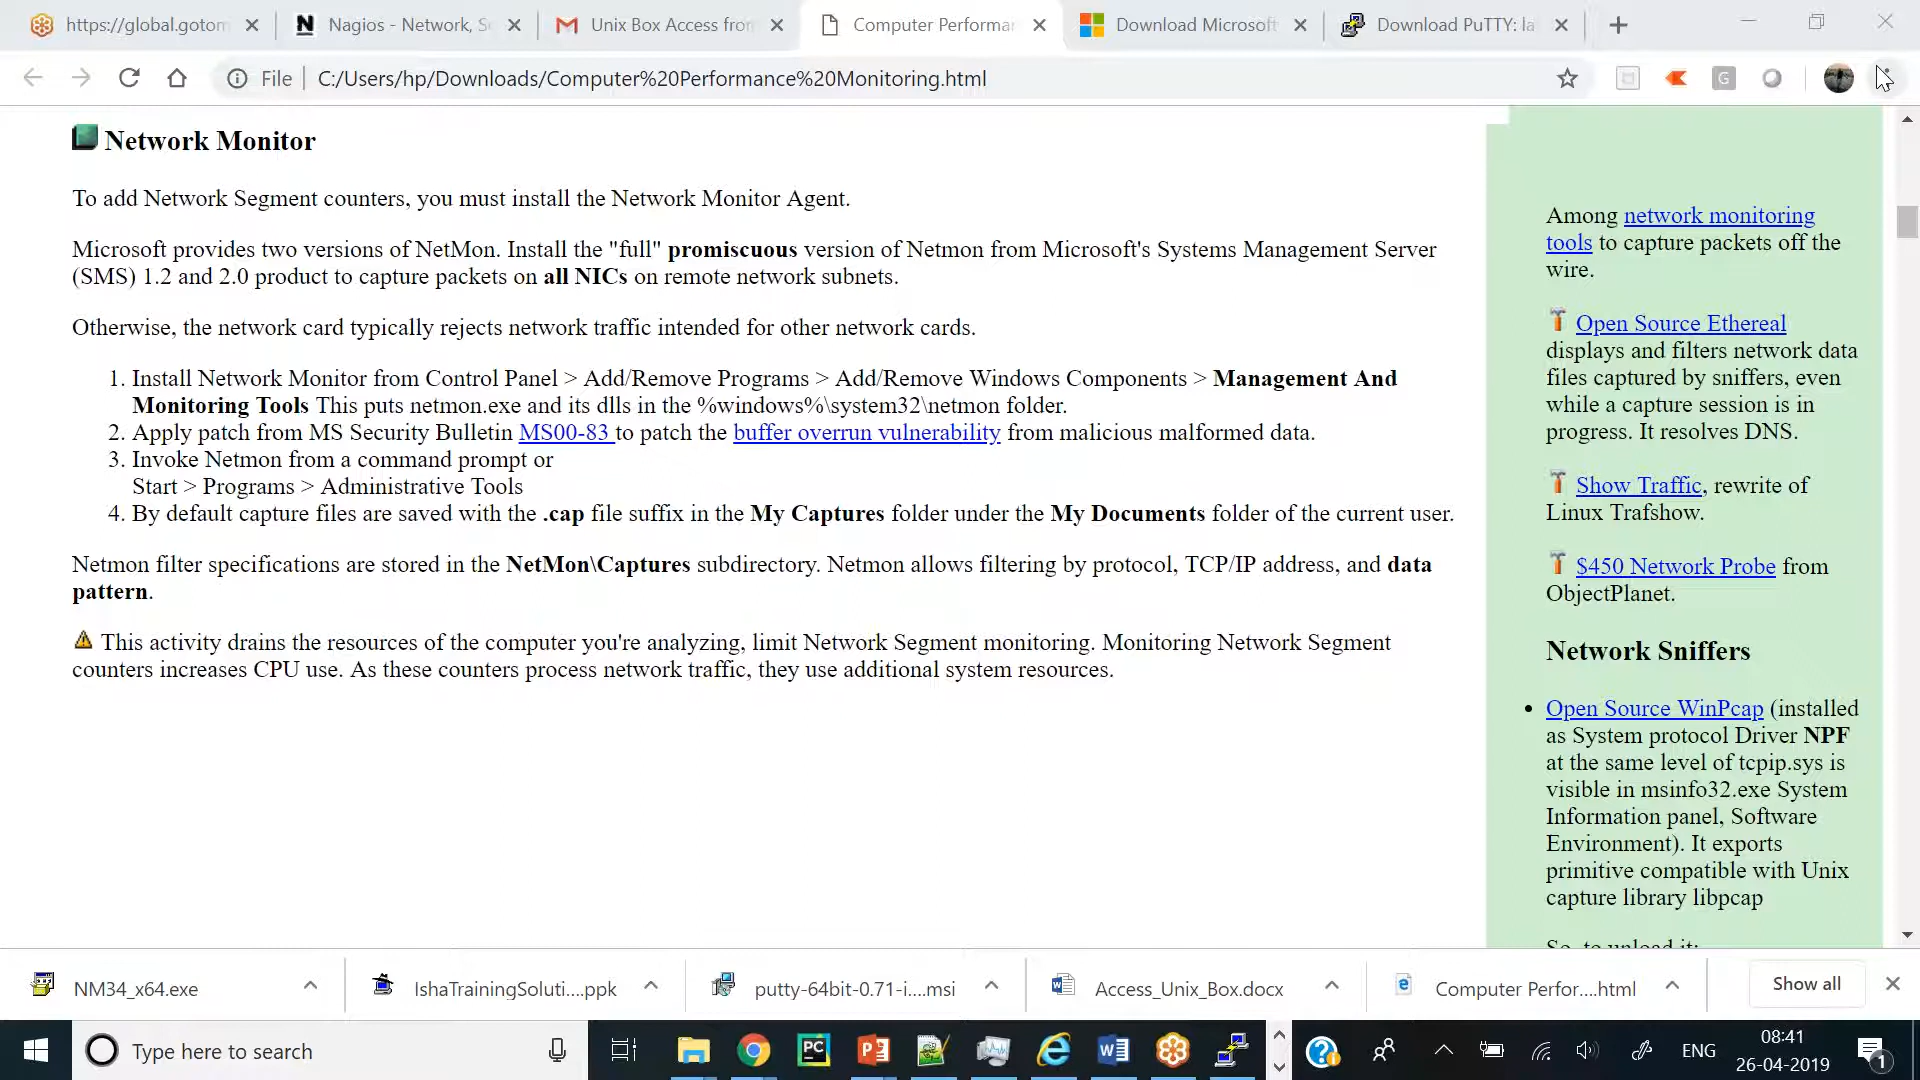 https://global.gotom
Nagios - Network, S
Unix Box Access from
Computer Performa
Download Microsoft
Download PuTTY: la
File
C:/Users/hp/Downloads/Computer%20Performance%20Monitoring.html
Network Monitor
To add Network Segment counters, you must install the Network Monitor Agent.
Microsoft provides two versions of NetMon. Install the "full" promiscuous version of Netmon from Microsoft's Systems Management Server
(SMS) 1.2 and 2.0 product to capture packets on all NICs on remote network subnets.
Otherwise, the network card typically rejects network traffic intended for other network cards.
1. Install Network Monitor from Control Panel > Add/Remove Programs > Add/Remove Windows Components > Management And
Monitoring Tools This puts netmon.exe and its dlls in the %windows%\system32\netmon folder.
2. Apply patch from MS Security Bulletin MS00-83 to patch the buffer overrun vulnerability from malicious malformed data.
3. Invoke Netmon from a command prompt or
Start > Programs > Administrative Tools
4. By default capture files are saved with the .cap file suffix in the My Captures folder under the My Documents folder of the current user.
Netmon filter specifications are stored in the NetMon\Captures subdirectory. Netmon allows filtering by protocol, TCP/IP address, and data
pattern.
This activity drains the resources of the computer you're analyzing, limit Network Segment monitoring. Monitoring Network Segment
counters increases CPU use. As these counters process network traffic, they use additional system resources.
Among network monitoring
tools to capture packets off the
wire.
Open Source Ethereal
displays and filters network data
files captured by sniffers, even
while a capture session is in
progress. It resolves DNS.
Show Traffic, rewrite of
Linux Trafshow.
$450 Network Probe from
ObjectPlanet.
Network Sniffers
Open Source WinPcap (installed
as System protocol Driver NPF
at the same level of tcpip.sys is
visible in msinfo32.exe System
Information panel, Software
Environment). It exports
primitive compatible with Unix
capture library libpcap
So, to unload it:
NM34_x64.exe
IshaTrainingSoluti....ppk
putty-64bit-0.71-i....msi
Access_Unix_Box.docx
Computer Perfor....html
Show all
Type here to search
ENG
08:41
26-04-2019
1